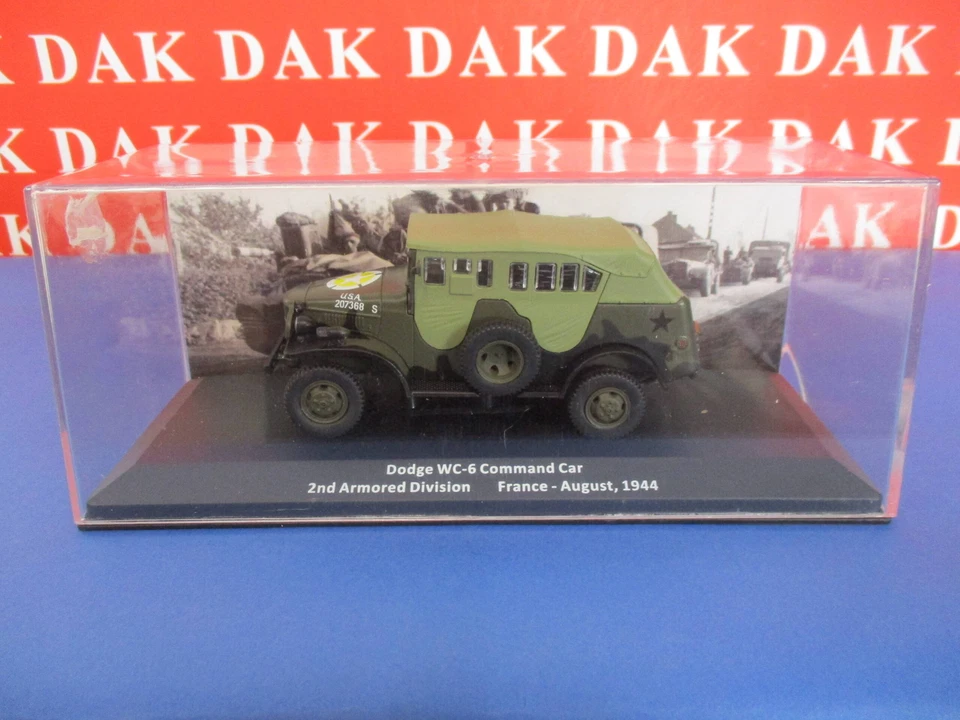 DAK DAK DAK DAK DAK
DAK DAK DAK DAK DAK
DAK
U.S.A.
207368 S
Dodge WC-6 Command Car
2nd Armored Division France - August, 1944